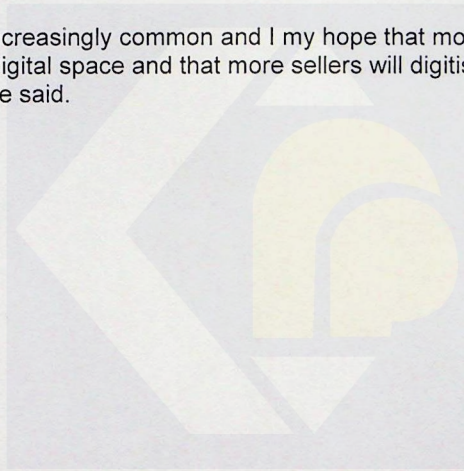 creasingly common and I my hope that mo
igital space and that more sellers will digitis
e said.